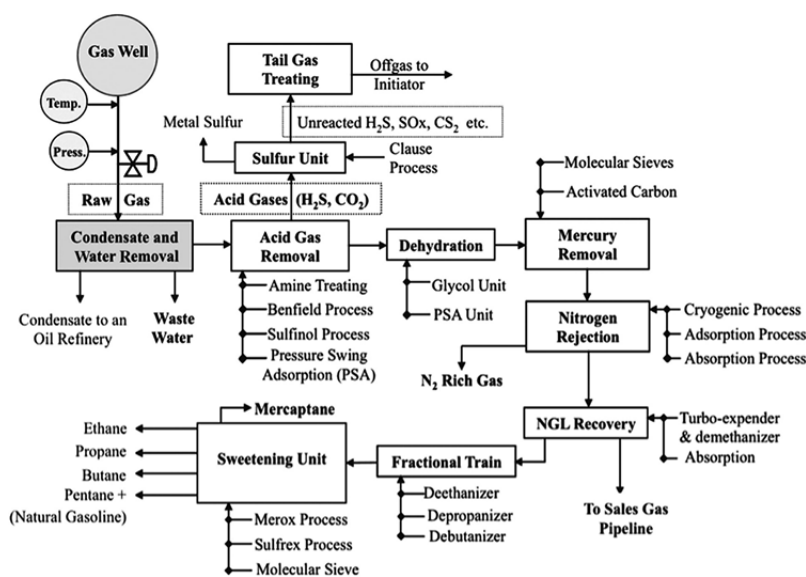 Gas Well
Temp.
Press.
Raw Gas
Tail Gas
Treating
Offgas to
Initiator
Unreacted H₂S, SOx, CS₂ etc.
Metal Sulfur
Sulfur Unit
Clause
Process
Acid Gases (H₂S, CO₂)
Condensate and
Water Removal
Condensate to an
Oil Refinery
Waste
Water
Acid Gas
Removal
Amine Treating
Benfield Process
Sulfinol Process
Pressure Swing
Adsorption (PSA)
Dehydration
Glycol Unit
PSA Unit
Molecular Sieves
Activated Carbon
Mercury
Removal
Nitrogen
Rejection
Cryogenic Process
Adsorption Process
Absorption Process
N₂ Rich Gas
NGL Recovery
Turbo-expender
& demethanizer
Absorption
To Sales Gas
Pipeline
Fractional Train
Deethanizer
Depropanizer
Debutanizer
Mercaptane
Sweetening Unit
Ethane
Propane
Butane
Pentane +
(Natural Gasoline)
Merox Process
Sulfrex Process
Molecular Sieve